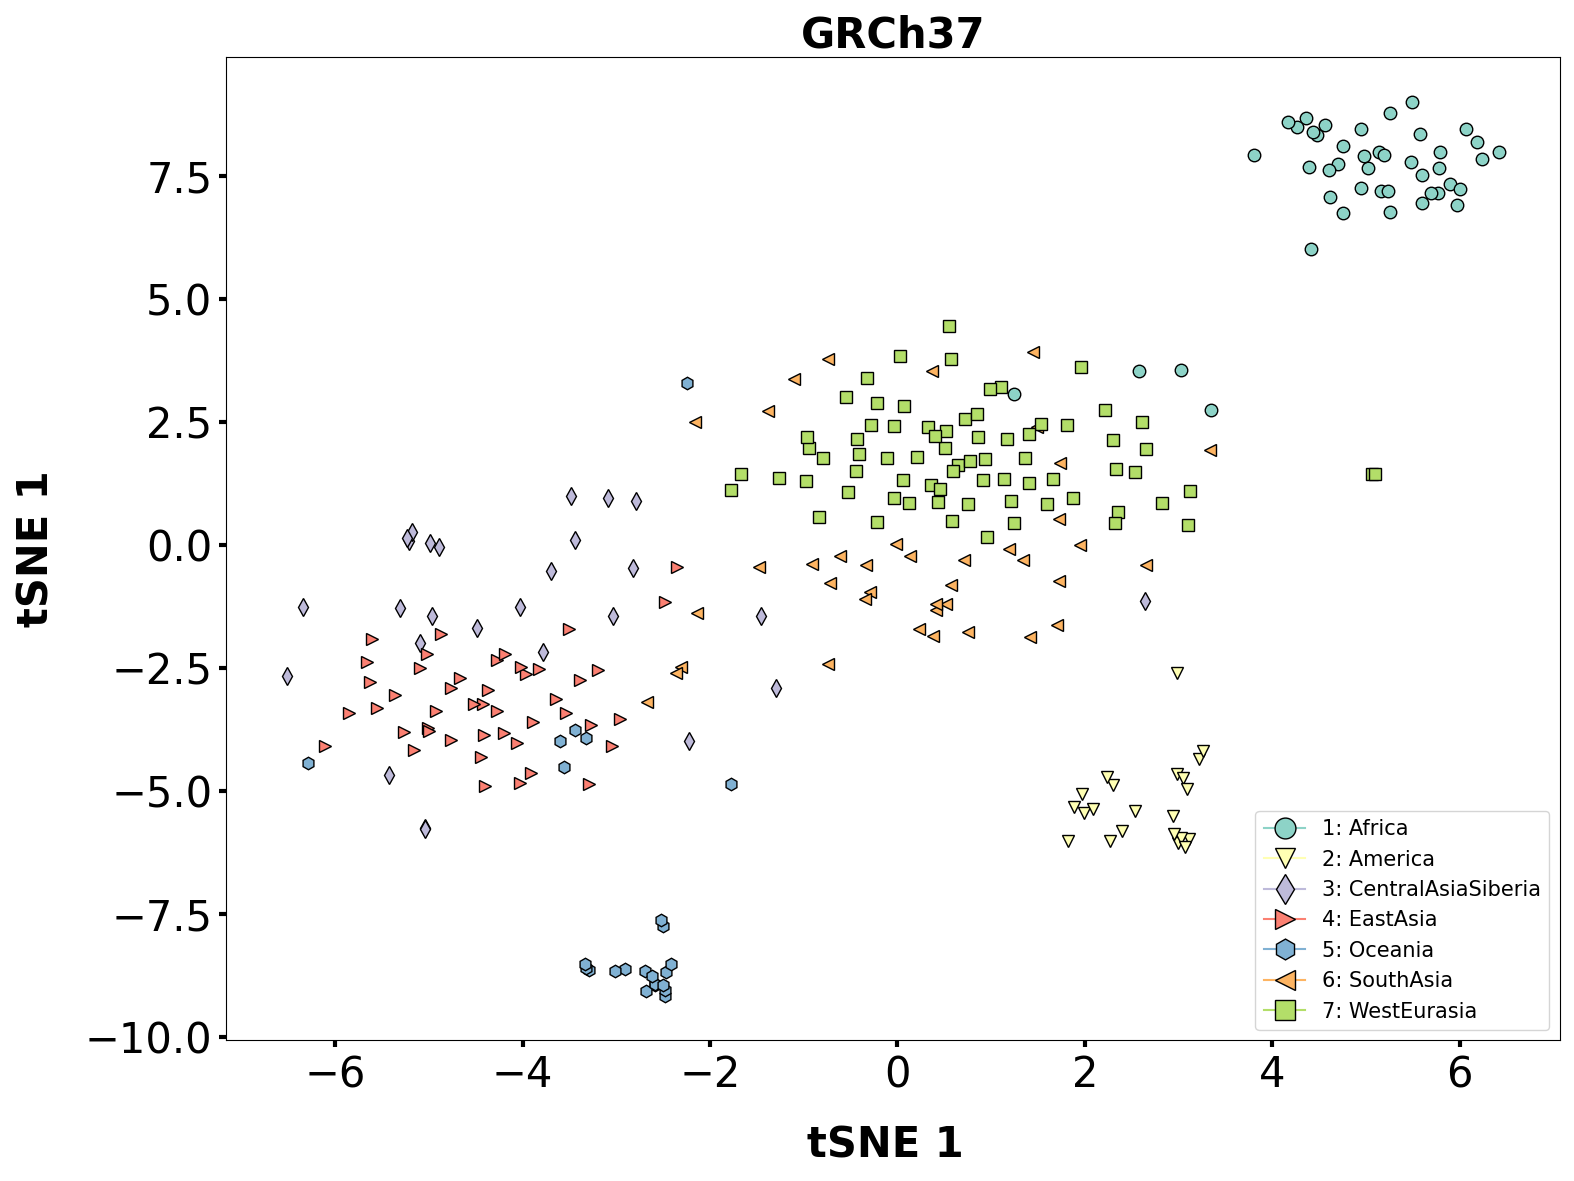 GRCh37
tSNE 1
7.5
5.0
2.5
0.0
−2.5
−5.0
−7.5
−10.0
1: Africa
2: America
3: CentralAsiaSiberia
4: EastAsia
5: Oceania
6: SouthAsia
7: WestEurasia
−6
−4
−2
0
2
4
6
tSNE 1